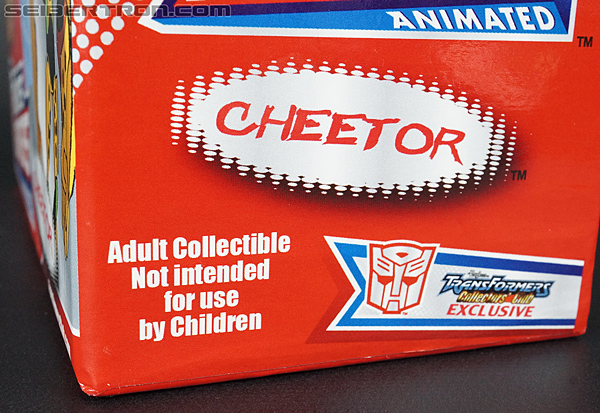 SEIBERTRON.COM
ANIMATED
TM
CHEETOR
TM
Adult Collectible
Not intended
for use
by Children
TRANSFORMERS
Collectors' Club
EXCLUSIVE